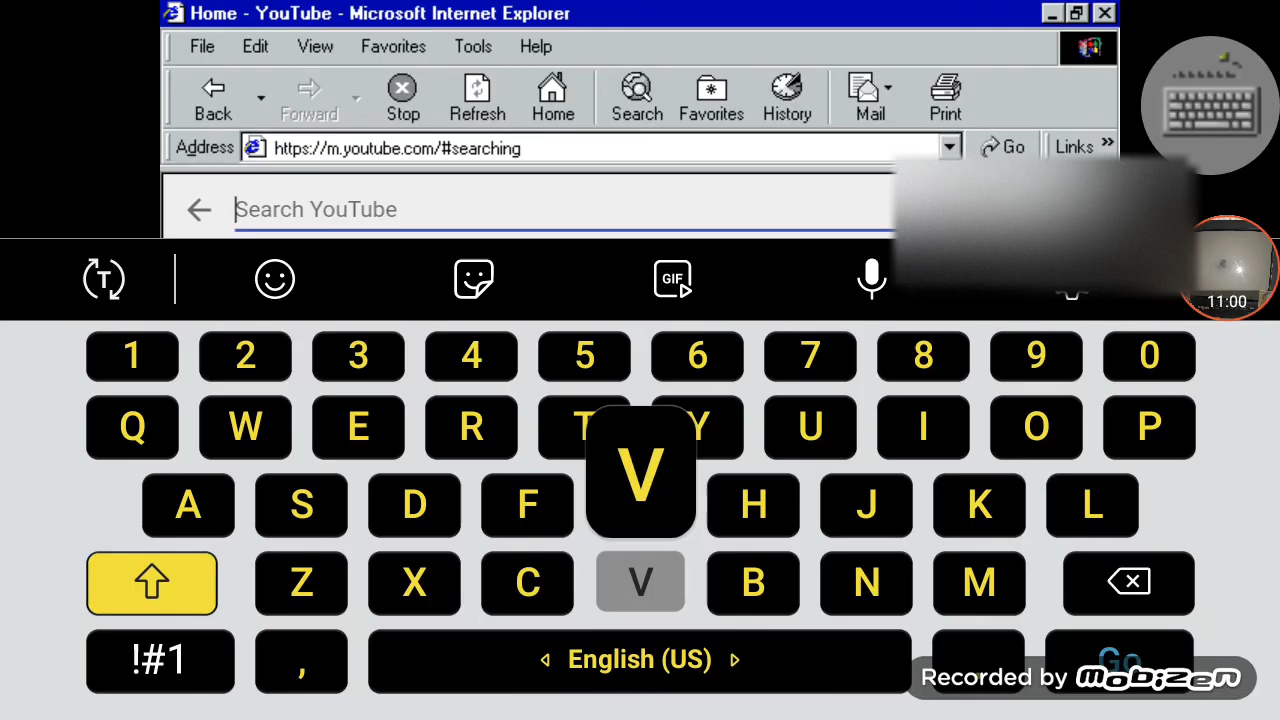 Home - YouTube - Microsoft Internet Explorer
File Edit View Favorites Tools Help
Back Forward Stop Refresh Home Search Favorites History Mail Print
Address https://m.youtube.com/#searching Go Links »
Search YouTube
T GIF
11:00
1 2 3 4 5 6 7 8 9 0
Q W E R T Y U I O P
V
A S D F H J K L
Z X C V B N M
!#1 , English (US) Go
Recorded by mobizen